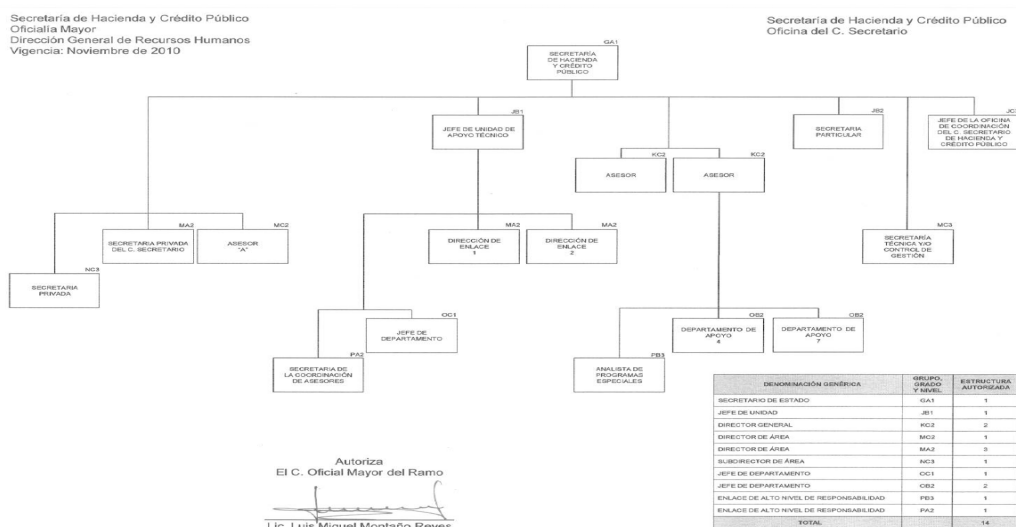 Secretaría de Hacienda y Crédito Público
Oficialía Mayor
Dirección General de Recursos Humanos
Vigencia: Noviembre de 2010
Secretaría de Hacienda y Crédito Público
Oficina del C. Secretario
GA1
SECRETARÍA
DE HACIENDA
Y CRÉDITO
PÚBLICO
JB1
JEFE DE UNIDAD DE
APOYO TÉCNICO
KC2
ASESOR
KC2
ASESOR
JB2
SECRETARIA
PARTICULAR
JEFE DE LA OFICINA
DE COORDINACIÓN
DEL C. SECRETARIO
DE HACIENDA Y
CRÉDITO PÚBLICO
MA2
SECRETARIA PRIVADA
DEL C. SECRETARIO
MC2
ASESOR
"A"
MA2
DIRECCIÓN DE
ENLACE
1
MA2
DIRECCIÓN DE
ENLACE
2
MC3
SECRETARÍA
TÉCNICA Y/O
CONTROL DE
GESTIÓN
NC3
SECRETARIA
PRIVADA
OC1
JEFE DE
DEPARTAMENTO
OB2
DEPARTAMENTO DE
APOYO
4
OB2
DEPARTAMENTO DE
APOYO
7
PA2
SECRETARIA DE
LA COORDINACIÓN
DE ASESORES
PB3
ANALISTA DE
PROGRAMAS
ESPECIALES
DENOMINACIÓN GENÉRICA GRUPO, GRADO Y NIVEL ESTRUCTURA AUTORIZADA
SECRETARIO DE ESTADO GA1 1
JEFE DE UNIDAD JB1 1
DIRECTOR GENERAL KC2 2
DIRECTOR DE ÁREA MC2 1
DIRECTOR DE ÁREA MA2 3
SUBDIRECTOR DE ÁREA NC3 1
JEFE DE DEPARTAMENTO OC1 1
JEFE DE DEPARTAMENTO OB2 2
ENLACE DE ALTO NIVEL DE RESPONSABILIDAD PB3 1
ENLACE DE ALTO NIVEL DE RESPONSABILIDAD PA2 1
TOTAL 14
Autoriza
El C. Oficial Mayor del Ramo
Lic. Luis Miguel Montaño Reyes